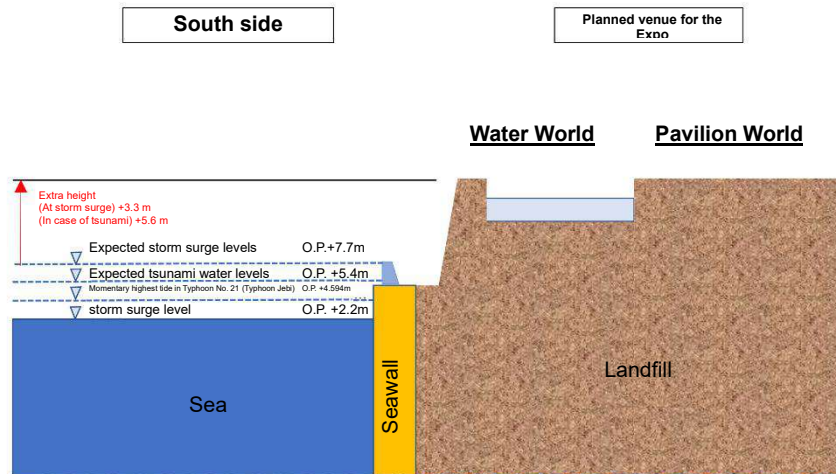 South side
Planned venue for the
Expo
Water World
Pavilion World
Extra height
(At storm surge) +3.3 m
(In case of tsunami) +5.6 m
Expected storm surge levels O.P.+7.7m
Expected tsunami water levels O.P. +5.4m
Momentary highest tide in Typhoon No. 21 (Typhoon Jebi) O.P. +4.594m
storm surge level O.P. +2.2m
Sea
Seawall
Landfill